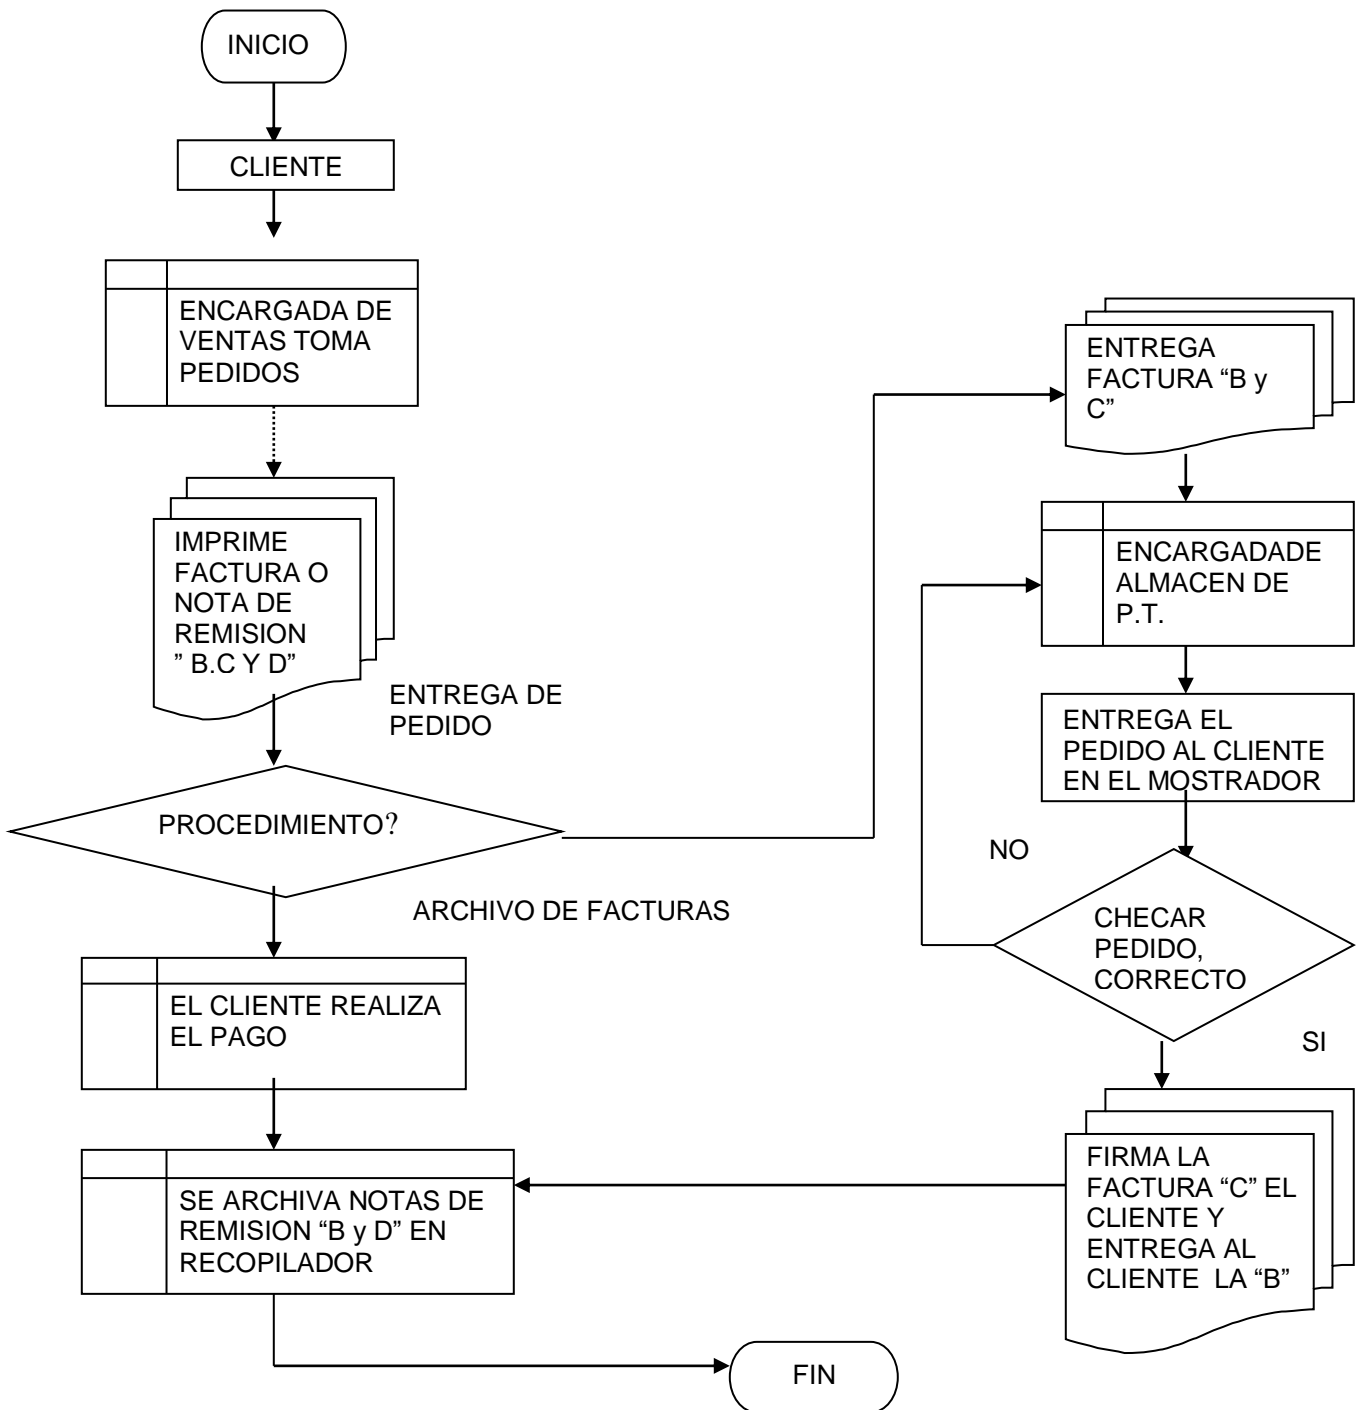 INICIO
CLIENTE
ENCARGADA DE
VENTAS TOMA
PEDIDOS
IMPRIME
FACTURA O
NOTA DE
REMISION
” B.C Y D”
ENTREGA DE
PEDIDO
PROCEDIMIENTO?
ARCHIVO DE FACTURAS
EL CLIENTE REALIZA
EL PAGO
SE ARCHIVA NOTAS DE
REMISION “B y D” EN
RECOPILADOR
ENTREGA
FACTURA “B y
C”
ENCARGADADE
ALMACEN DE
P.T.
ENTREGA EL
PEDIDO AL CLIENTE
EN EL MOSTRADOR
NO
CHECAR
PEDIDO,
CORRECTO
SI
FIRMA LA
FACTURA “C” EL
CLIENTE Y
ENTREGA AL
CLIENTE  LA “B”
FIN